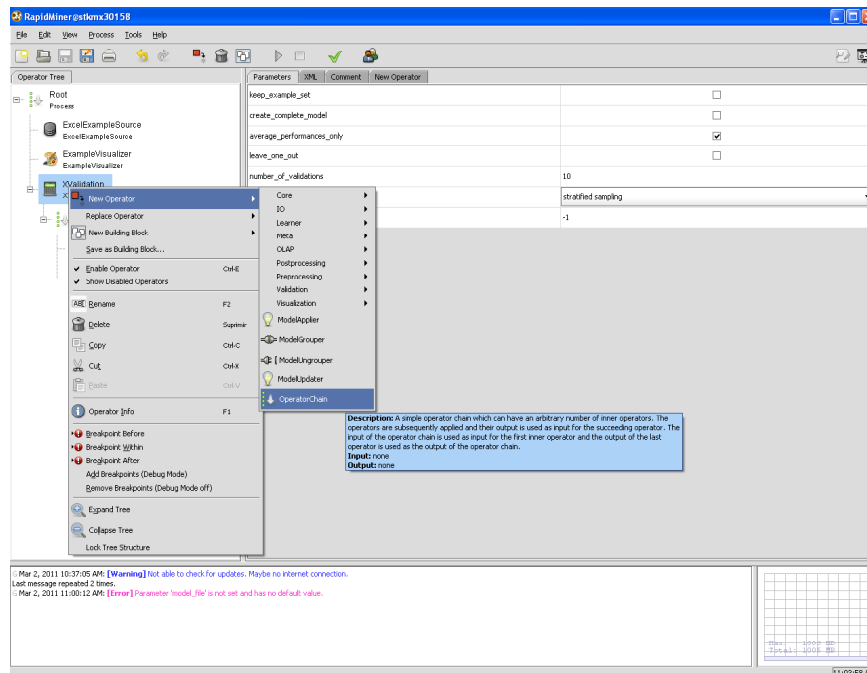 RapidMiner@stkmx30158
File Edit View Process Tools Help
Operator Tree
Parameters XML Comment New Operator
Root
Process
ExcelExampleSource
ExcelExampleSource
ExampleVisualizer
ExampleVisualizer
XValidation
keep_example_set
create_complete_model
average_performances_only
leave_one_out
number_of_validations 10
stratified sampling
-1
New Operator
Replace Operator
New Building Block
Save as Building Block...
Enable Operator Ctrl-E
Show Disabled Operators
Rename F2
Delete Suprimir
Copy Ctrl-C
Cut Ctrl-X
Paste Ctrl-V
Operator Info F1
Breakpoint Before
Breakpoint Within
Breakpoint After
Add Breakpoints (Debug Mode)
Remove Breakpoints (Debug Mode off)
Expand Tree
Collapse Tree
Lock Tree Structure
Core
IO
Learner
Meta
OLAP
Postprocessing
Preprocessing
Validation
Visualization
ModelApplier
ModelGrouper
ModelUngrouper
ModelUpdater
OperatorChain
Description: A simple operator chain which can have an arbitrary number of inner operators. The
operators are subsequently applied and their output is used as input for the succeeding operator. The
input of the operator chain is used as input for the first inner operator and the output of the last
operator is used as the output of the operator chain.
Input: none
Output: none
G Mar 2, 2011 10:37:05 AM: [Warning] Not able to check for updates. Maybe no internet connection.
Last message repeated 2 times.
G Mar 2, 2011 11:00:12 AM: [Error] Parameter 'model_file' is not set and has no default value.
Max: 1003 MB
Total: 1005 MB
11:03:58